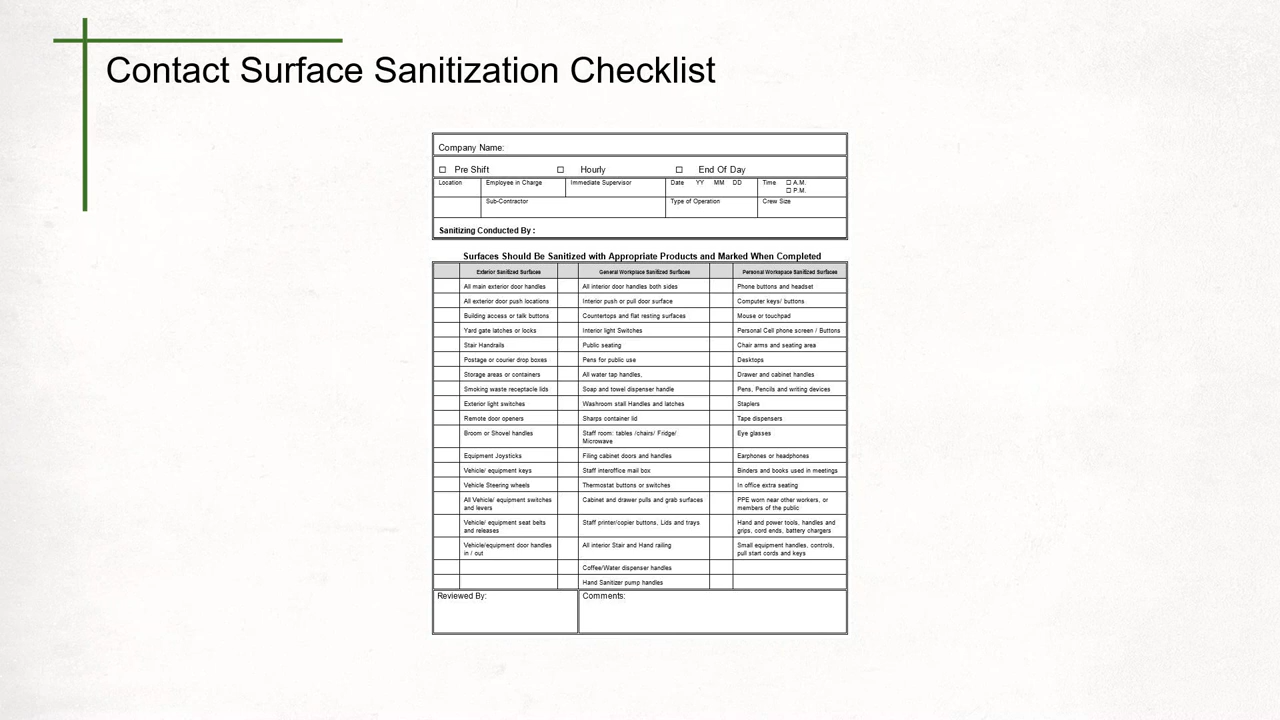 Contact Surface Sanitization Checklist
Company Name:
☐ Pre Shift ☐ Hourly ☐ End Of Day
Location Employee in Charge Immediate Supervisor Date YY MM DD Time ☐ A.M.
☐ P.M.
Sub-Contractor Type of Operation Crew Size
Sanitizing Conducted By :
Surfaces Should Be Sanitized with Appropriate Products and Marked When Completed
Exterior Sanitized Surfaces General Workplace Sanitized Surfaces Personal Workspace Sanitized Surfaces
All main exterior door handles All interior door handles both sides Phone buttons and headset
All exterior door push locations Interior push or pull door surface Computer keys/ buttons
Building access or talk buttons Countertops and flat resting surfaces Mouse or touchpad
Yard gate latches or locks Interior light Switches Personal Cell phone screen / Buttons
Stair Handrails Public seating Chair arms and seating area
Postage or courier drop boxes Pens for public use Desktops
Storage areas or containers All water tap handles, Drawer and cabinet handles
Smoking waste receptacle lids Soap and towel dispenser handle Pens, Pencils and writing devices
Exterior light switches Washroom stall Handles and latches Staplers
Remote door openers Sharps container lid Tape dispensers
Broom or Shovel handles Staff room: tables /chairs/ Fridge/ Eye glasses
Microwave
Equipment Joysticks Filing cabinet doors and handles Earphones or headphones
Vehicle/ equipment keys Staff interoffice mail box Binders and books used in meetings
Vehicle Steering wheels Thermostat buttons or switches In office extra seating
All Vehicle/ equipment switches Cabinet and drawer pulls and grab surfaces PPE worn near other workers, or
and levers members of the public
Vehicle/ equipment seat belts Staff printer/copier buttons, Lids and trays Hand and power tools, handles and
and releases grips, cord ends, battery chargers
Vehicle/equipment door handles All interior Stair and Hand railing Small equipment handles, controls,
in / out pull start cords and keys
Coffee/Water dispenser handles
Hand Sanitizer pump handles
Reviewed By: Comments: